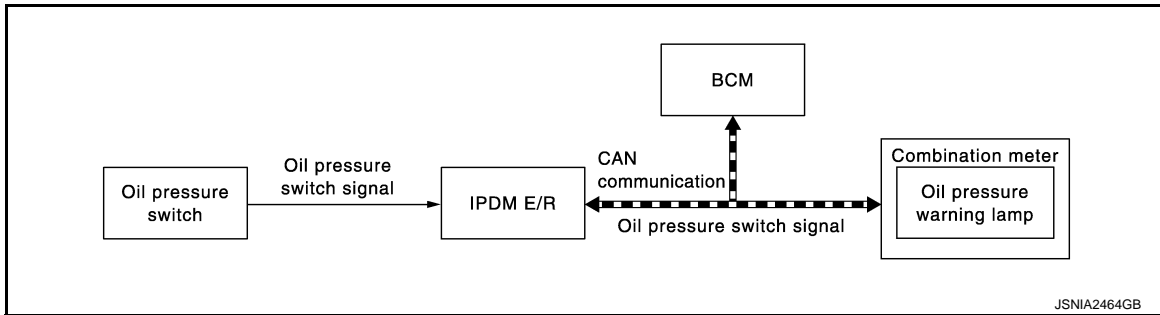 BCM
Oil pressure
switch signal
CAN
communication
Combination meter
Oil pressure
switch
IPDM E/R
Oil pressure
warning lamp
Oil pressure switch signal
JSNIA2464GB